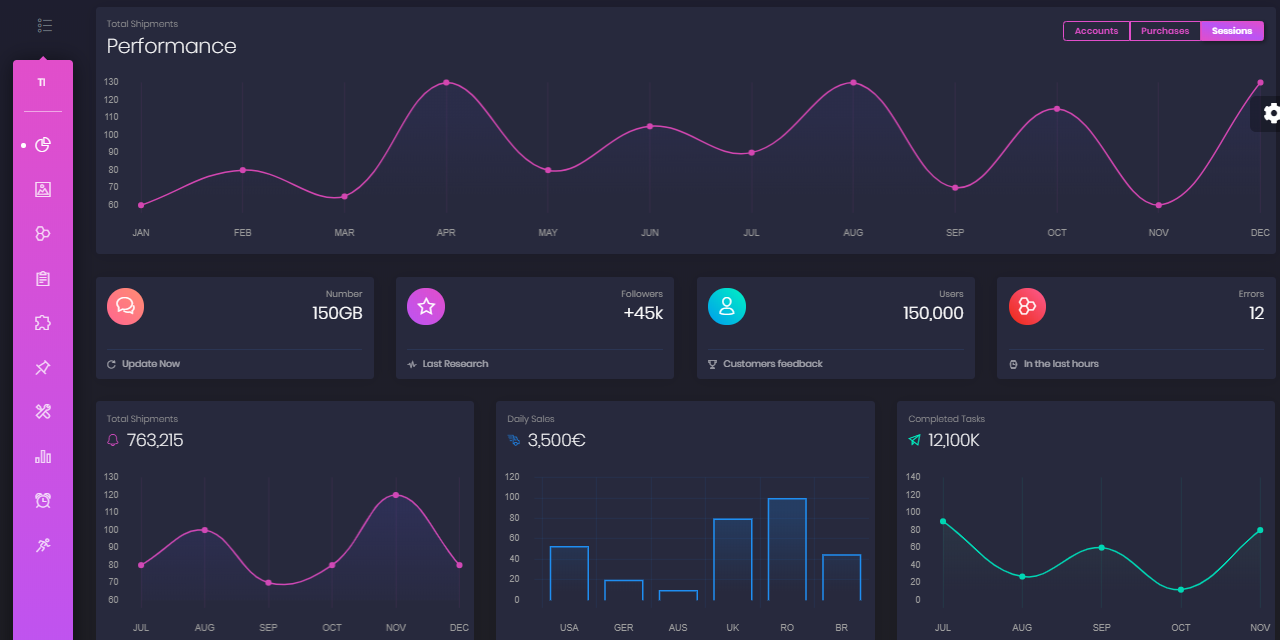 Total Shipments
Performance
Accounts Purchases Sessions
TI
130
120
110
100
90
80
70
60
JAN FEB MAR APR MAY JUN JUL AUG SEP OCT NOV DEC
Number
150GB
Update Now
Followers
+45k
Last Research
Users
150,000
Customers feedback
Errors
12
In the last hours
Total Shipments
763,215
130
120
110
100
90
80
70
60
JUL AUG SEP OCT NOV DEC
Daily Sales
3,500€
120
100
80
60
40
20
0
USA GER AUS UK RO BR
Completed Tasks
12,100K
140
120
100
80
60
40
20
0
JUL AUG SEP OCT NOV